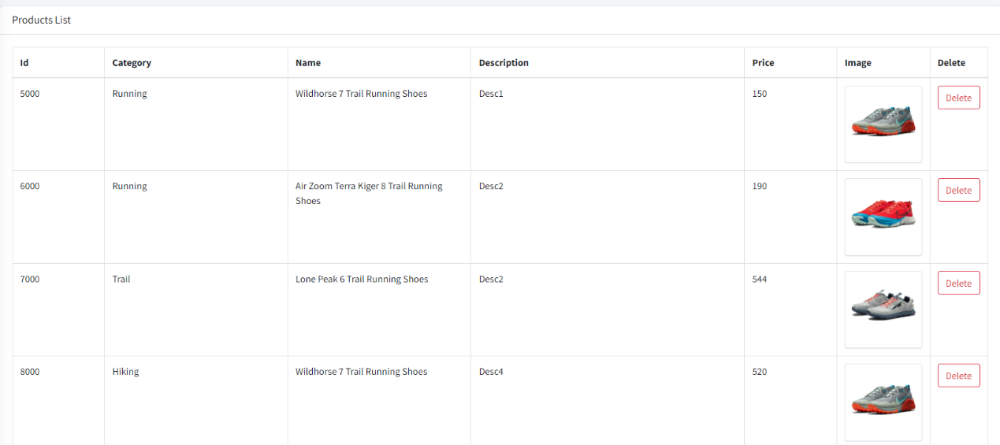 Products List
Id Category Name Description Price Image Delete
5000 Running Wildhorse 7 Trail Running Shoes Desc1 150 Delete
6000 Running Air Zoom Terra Kiger 8 Trail Running Desc2 190 Delete
Shoes
7000 Trail Lone Peak 6 Trail Running Shoes Desc2 544 Delete
8000 Hiking Wildhorse 7 Trail Running Shoes Desc4 520 Delete